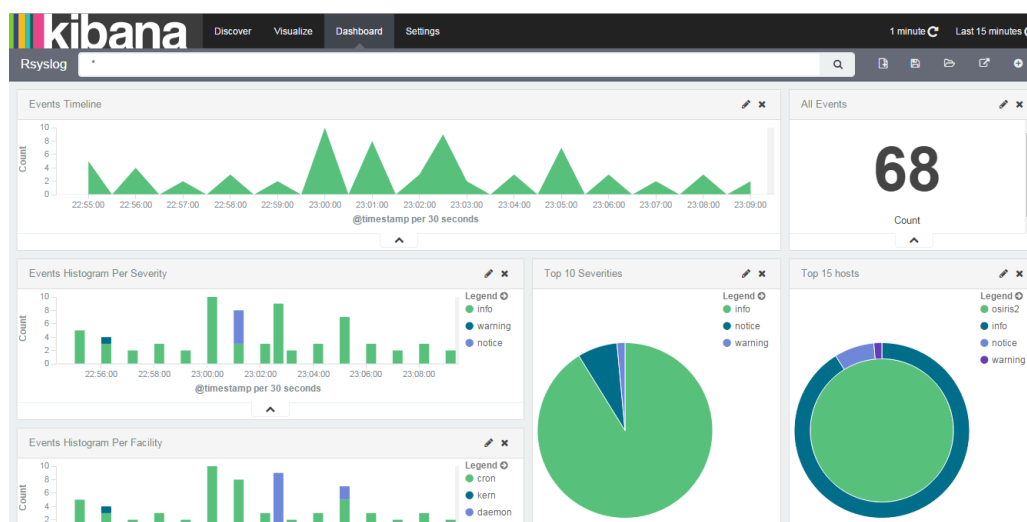 kibana Discover Visualize Dashboard Settings 1 minute Last 15 minutes
Rsyslog *
Events Timeline
10
8
6
4
2
0
Count
22:55:00 22:56:00 22:57:00 22:58:00 22:59:00 23:00:00 23:01:00 23:02:00 23:03:00 23:04:00 23:05:00 23:06:00 23:07:00 23:08:00 23:09:00
@timestamp per 30 seconds
All Events
68
Count
Events Histogram Per Severity
10
8
6
4
2
0
Count
22:56:00 22:58:00 23:00:00 23:02:00 23:04:00 23:06:00 23:08:00
@timestamp per 30 seconds
Legend
info
warning
notice
Top 10 Severities
Legend
info
notice
warning
Top 15 hosts
Legend
osiris2
info
notice
warning
Events Histogram Per Facility
10
8
6
4
2
Count
Legend
cron
kern
daemon